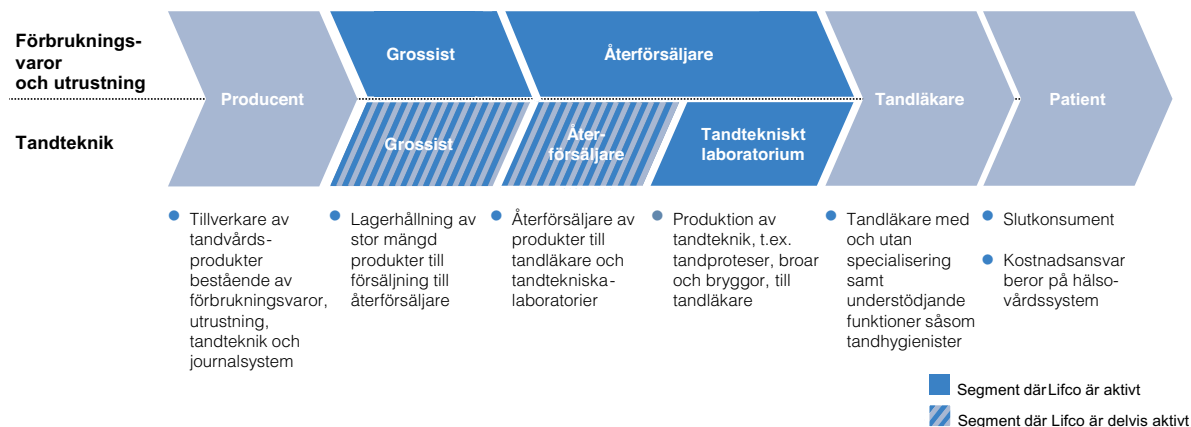 Förbruknings-
varor
och utrustning
Tandteknik
Producent
Grossist
Återförsäljare
Grossist
Åter-
försäljare
Tandtekniskt
laboratorium
Tandläkare
Patient
Tillverkare av
tandvårds-
produkter
bestående av
förbrukningsvaror,
utrustning,
tandteknik och
journalsystem
Lagerhållning av
stor mängd
produkter till
försäljning till
återförsäljare
Återförsäljare av
produkter till
tandläkare och
tandtekniska-
laboratorier
Produktion av
tandteknik, t.ex.
tandproteser, broar
och bryggor, till
tandläkare
Tandläkare med
och utan
specialisering
samt
understödjande
funktioner såsom
tandhygienister
Slutkonsument
Kostnadsansvar
beror på hälso-
vårdssystem
Segment där Lifco är aktivt
Segment där Lifco är delvis aktivt